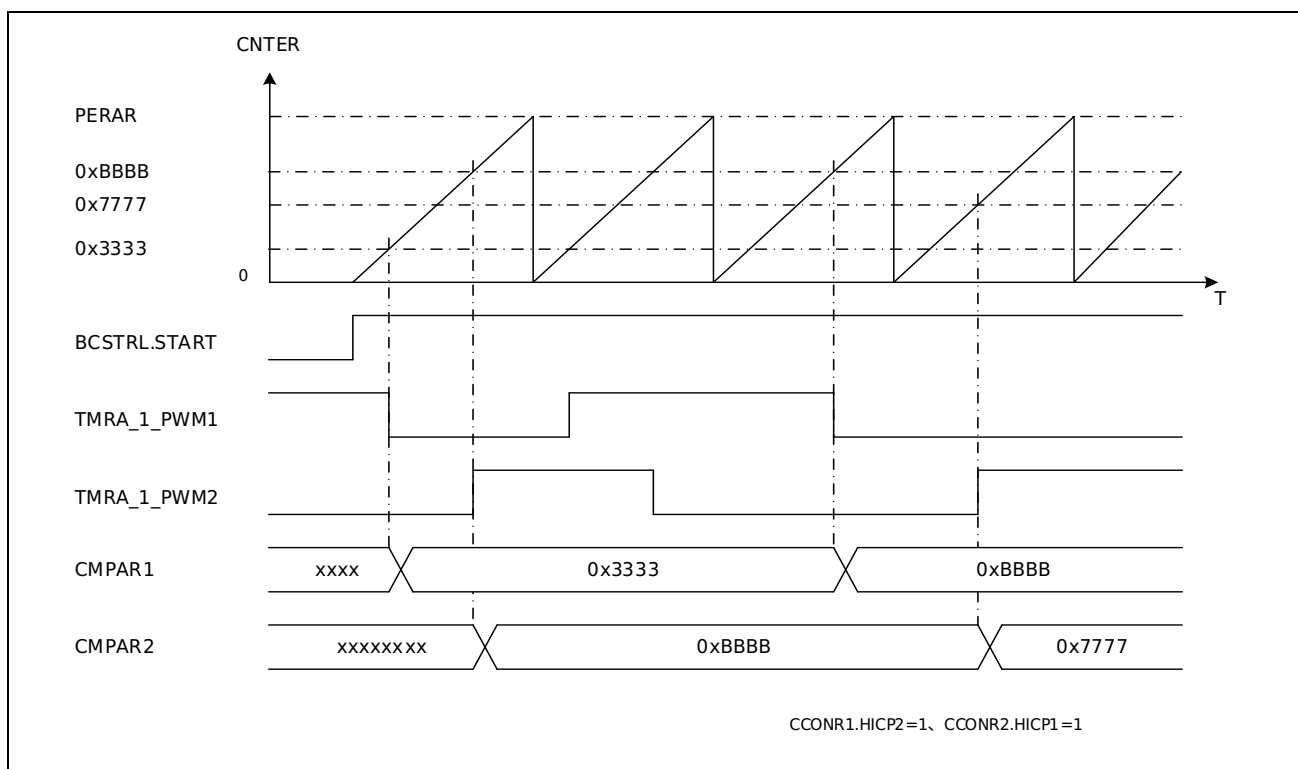 CNTER
PERAR
0xBBBB
0x7777
0x3333
0
T
BCSTRL.START
TMRA_1_PWM1
TMRA_1_PWM2
CMPAR1 xxxx 0x3333 0xBBBB
CMPAR2 xxxxxxxx 0xBBBB 0x7777
CCONR1.HICP2=1、CCONR2.HICP1=1